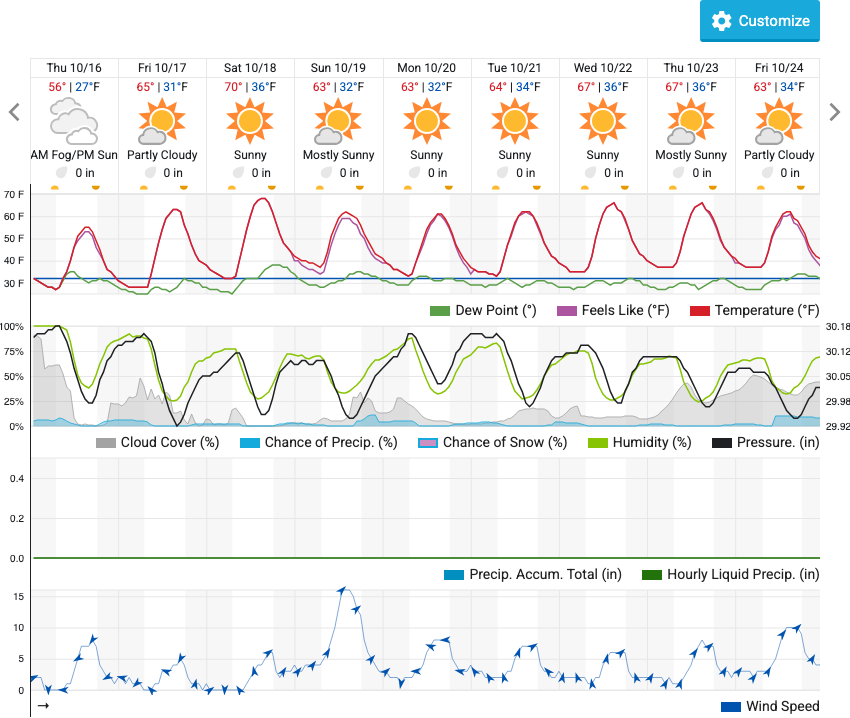 Customize
Thu 10/16 Fri 10/17 Sat 10/18 Sun 10/19 Mon 10/20 Tue 10/21 Wed 10/22 Thu 10/23 Fri 10/24
56° | 27°F 65° | 31°F 70° | 36°F 63° | 32°F 63° | 32°F 64° | 34°F 67° | 36°F 67° | 36°F 63° | 34°F
AM Fog/PM Sun Partly Cloudy Sunny Mostly Sunny Sunny Sunny Sunny Mostly Sunny Partly Cloudy
0 in 0 in 0 in 0 in 0 in 0 in 0 in 0 in 0 in
70 F
60 F
50 F
40 F
30 F
Dew Point (°) Feels Like (°F) Temperature (°F)
100% 30.18
75% 30.12
50% 30.05
25% 29.98
0% 29.92
Cloud Cover (%) Chance of Precip. (%) Chance of Snow (%) Humidity (%) Pressure. (in)
0.4
0.2
0.0
Precip. Accum. Total (in) Hourly Liquid Precip. (in)
15
10
5
0
Wind Speed